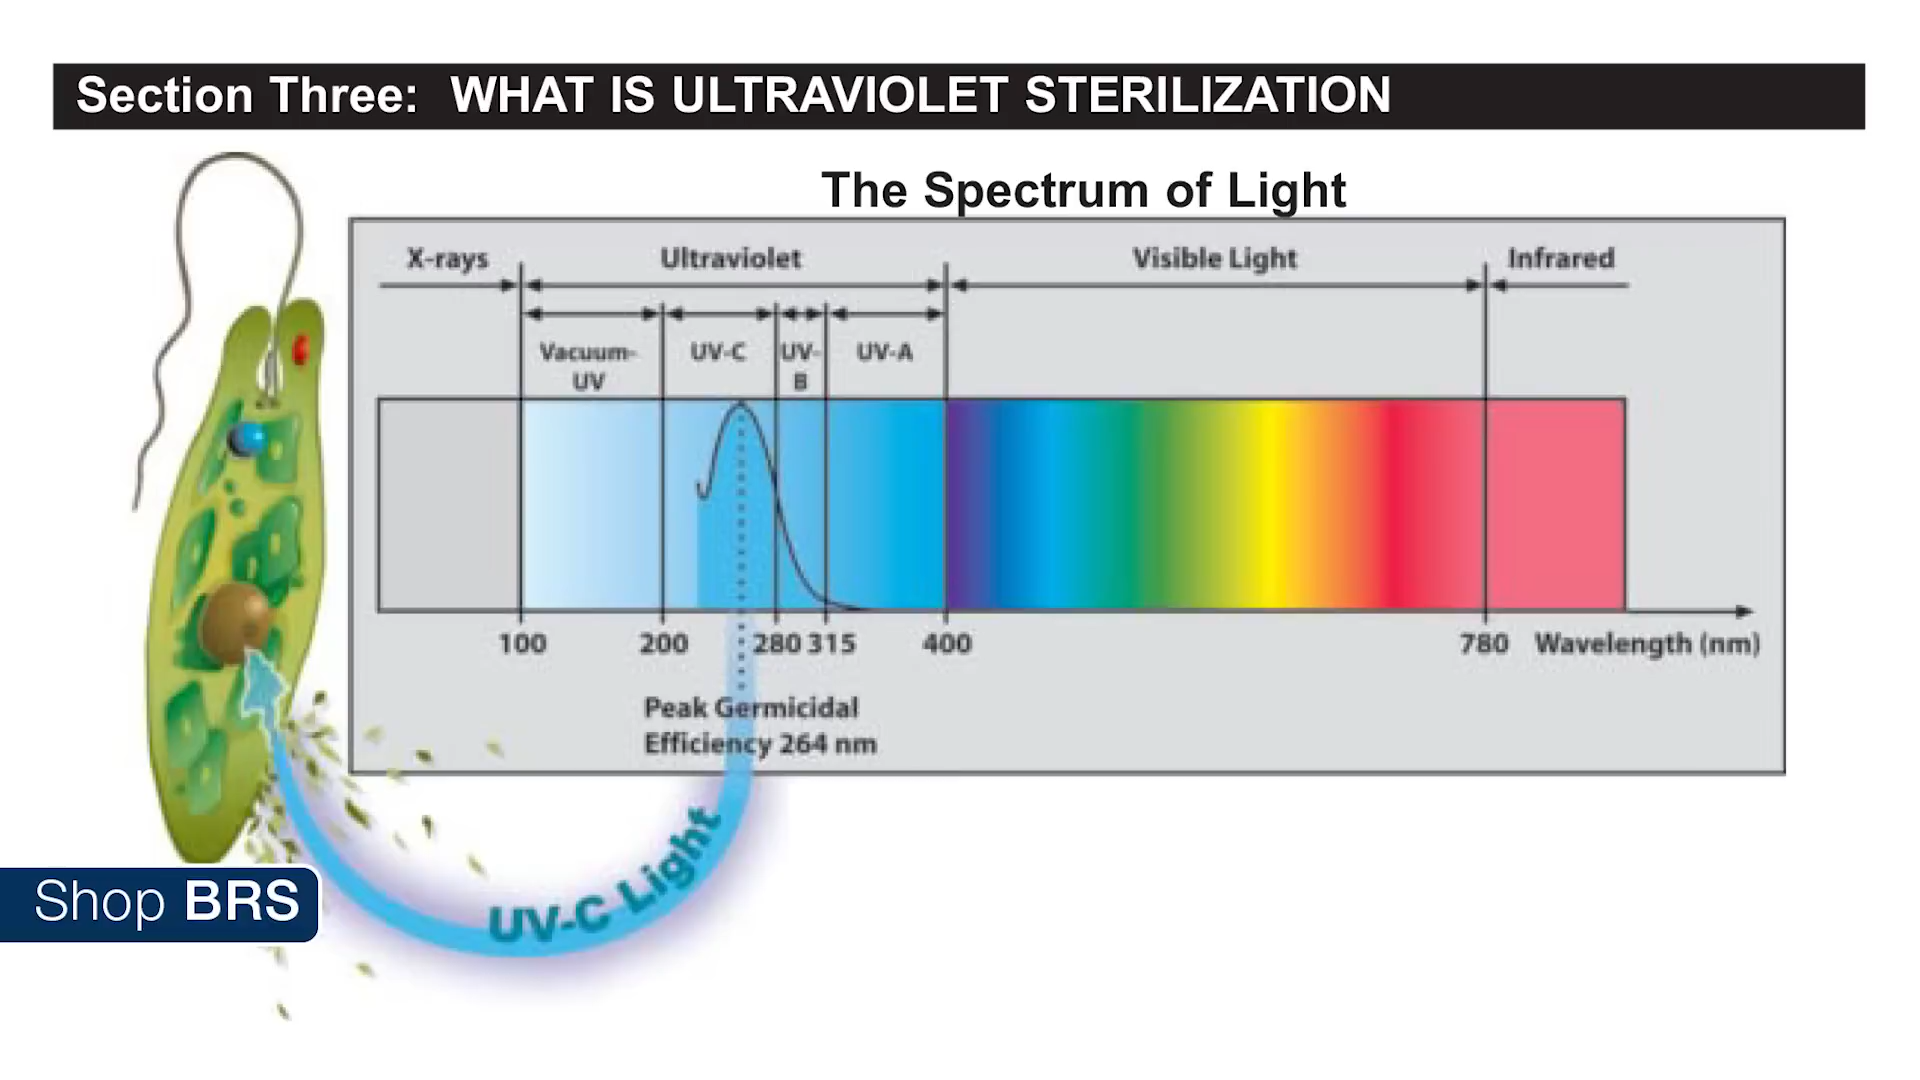 Section Three: WHAT IS ULTRAVIOLET STERILIZATION
The Spectrum of Light
X-rays Ultraviolet Visible Light Infrared
Vacuum-
UV
UV-C
UV-
B
UV-A
100 200 280 315 400 780 Wavelength (nm)
Peak Germicidal
Efficiency 264 nm
UV-C Light
Shop BRS